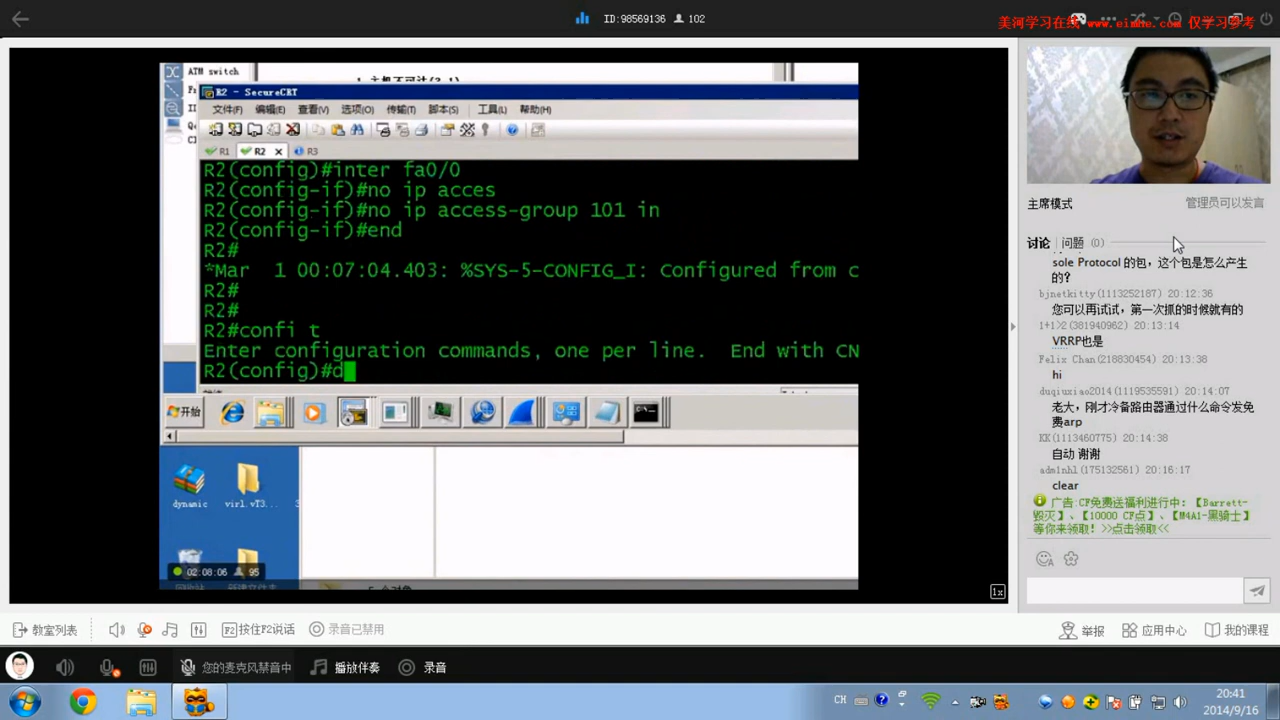 ID:98569136 102
美河学习在线 www.eimhe.com 仅学习参考
ATM switch
R2 - SecureCRT
文件(F) 编辑(E) 查看(V) 选项(O) 传输(T) 脚本(S) 工具(L) 帮助(H)
R1 R2 R3
R2(config)#inter fa0/0
R2(config-if)#no ip acces
R2(config-if)#no ip access-group 101 in
R2(config-if)#end
R2#
*Mar 1 00:07:04.403: %SYS-5-CONFIG_I: Configured from c
R2#
R2#
R2#confi t
Enter configuration commands, one per line. End with CN
R2(config)#d
开始
dynamic virl.vT3...
02:08:06 95
1x
主席模式 管理员可以发言
讨论 问题 (0)
sole Protocol 的包，这个包是怎么产生
的?
bjnetkitty(1113252187) 20:12:36
您可以再试试，第一次抓的时候就有的
1+1>2(381940962) 20:13:14
VRRP也是
Felix Chan(218830454) 20:13:38
hi
duqiuxiao2014(1119535591) 20:14:07
老大，刚才冷备路由器通过什么命令发免
费arp
KK(1113460775) 20:14:38
自动 谢谢
adm1nhl(175132561) 20:16:17
clear
广告:CF免费送福利进行中：【Barrett-
毁灭】、【10000 CF点】、【M4A1-黑骑士】
等你来领取！>>点击领取<<
教室列表 F2 按住F2说话 录音已禁用 举报 应用中心 我的课程
您的麦克风禁音中 播放伴奏 录音
CH 20:41
2014/9/16